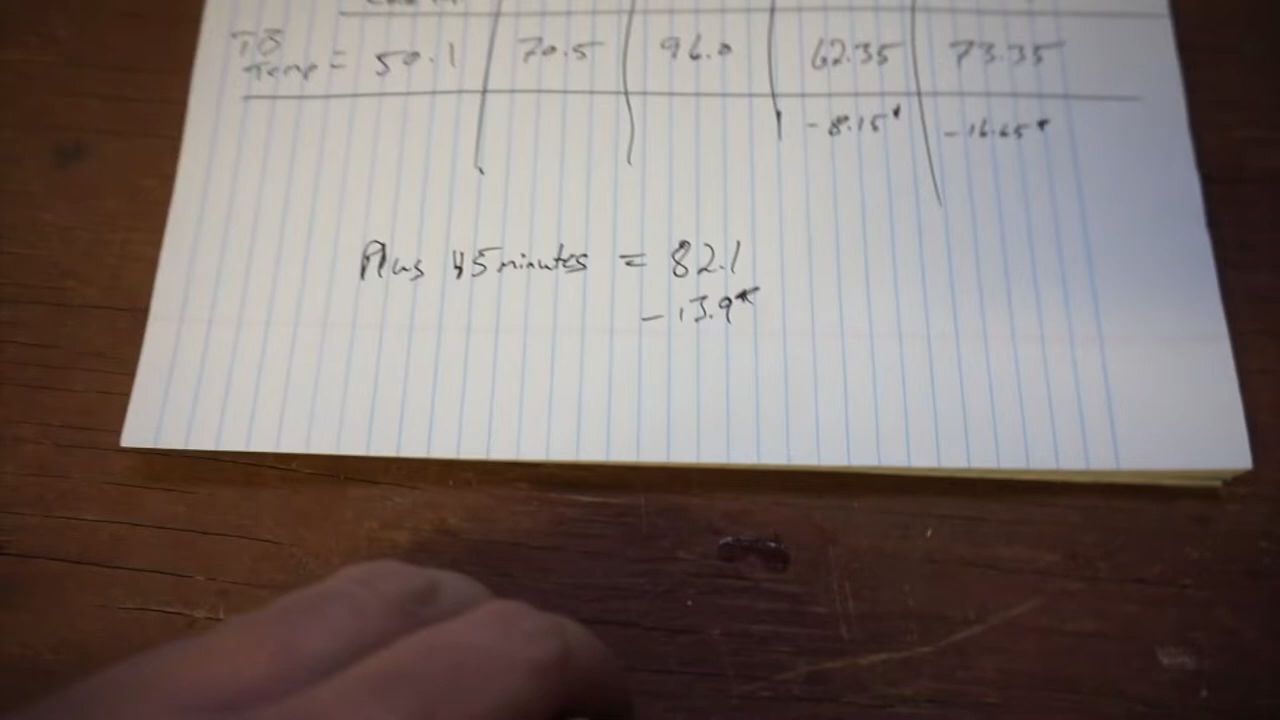 TB
Temp = 50.1 70.5 96.0 62.35 73.35
-8.15* -16.65*
Plus 45 minutes = 82.1
-13.9*